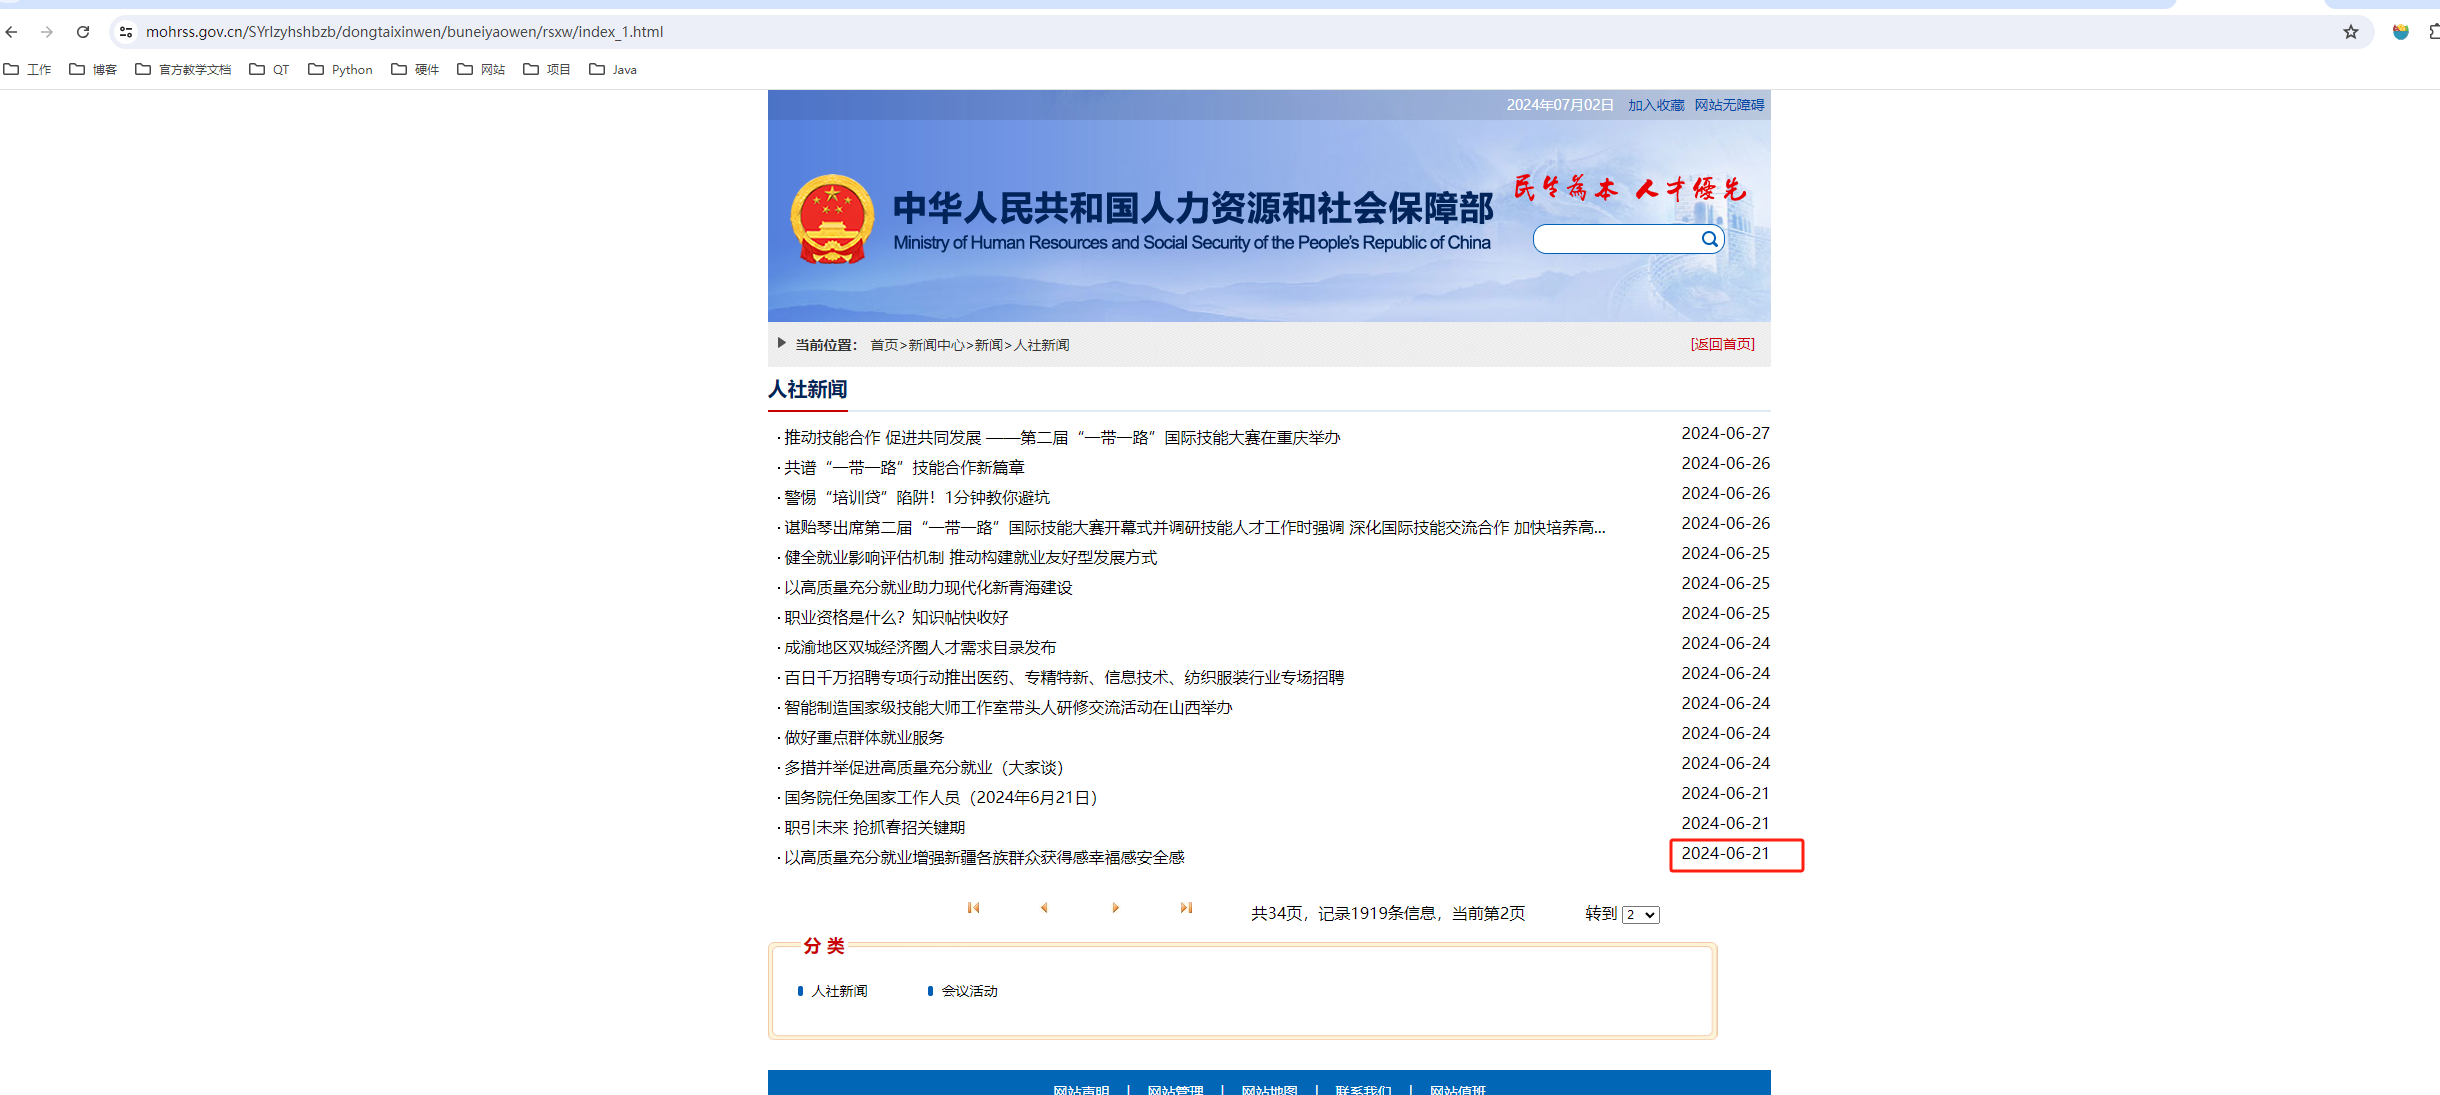 mohrss.gov.cn/SYrlzyhshbzb/dongtaixinwen/buneiyaowen/rsxw/index_1.html
工作 博客 官方教学文档 QT Python 硬件 网站 项目 Java
2024年07月02日 加入收藏 网站无障碍
民生為本 人才優先
中华人民共和国人力资源和社会保障部
Ministry of Human Resources and Social Security of the People's Republic of China
当前位置： 首页>新闻中心>新闻>人社新闻 [返回首页]
人社新闻
· 推动技能合作 促进共同发展 ——第二届“一带一路”国际技能大赛在重庆举办 2024-06-27
· 共谱“一带一路”技能合作新篇章 2024-06-26
· 警惕“培训贷”陷阱！1分钟教你避坑 2024-06-26
· 谌贻琴出席第二届“一带一路”国际技能大赛开幕式并调研技能人才工作时强调 深化国际技能交流合作 加快培养高... 2024-06-26
· 健全就业影响评估机制 推动构建就业友好型发展方式 2024-06-25
· 以高质量充分就业助力现代化新青海建设 2024-06-25
· 职业资格是什么？知识帖快收好 2024-06-25
· 成渝地区双城经济圈人才需求目录发布 2024-06-24
· 百日千万招聘专项行动推出医药、专精特新、信息技术、纺织服装行业专场招聘 2024-06-24
· 智能制造国家级技能大师工作室带头人研修交流活动在山西举办 2024-06-24
· 做好重点群体就业服务 2024-06-24
· 多措并举促进高质量充分就业（大家谈） 2024-06-24
· 国务院任免国家工作人员（2024年6月21日） 2024-06-21
· 职引未来 抢抓春招关键期 2024-06-21
· 以高质量充分就业增强新疆各族群众获得感幸福感安全感 2024-06-21
共34页，记录1919条信息，当前第2页 转到 2
分 类
人社新闻 会议活动
网站声明 | 网站管理 | 网站地图 | 联系我们 | 网站值班